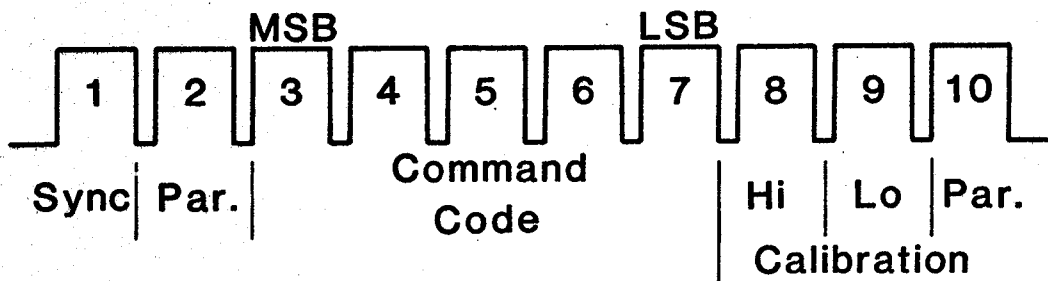 MSB LSB
1 2 3 4 5 6 7 8 9 10
Sync Par. Command Code Hi Lo Par.
Calibration